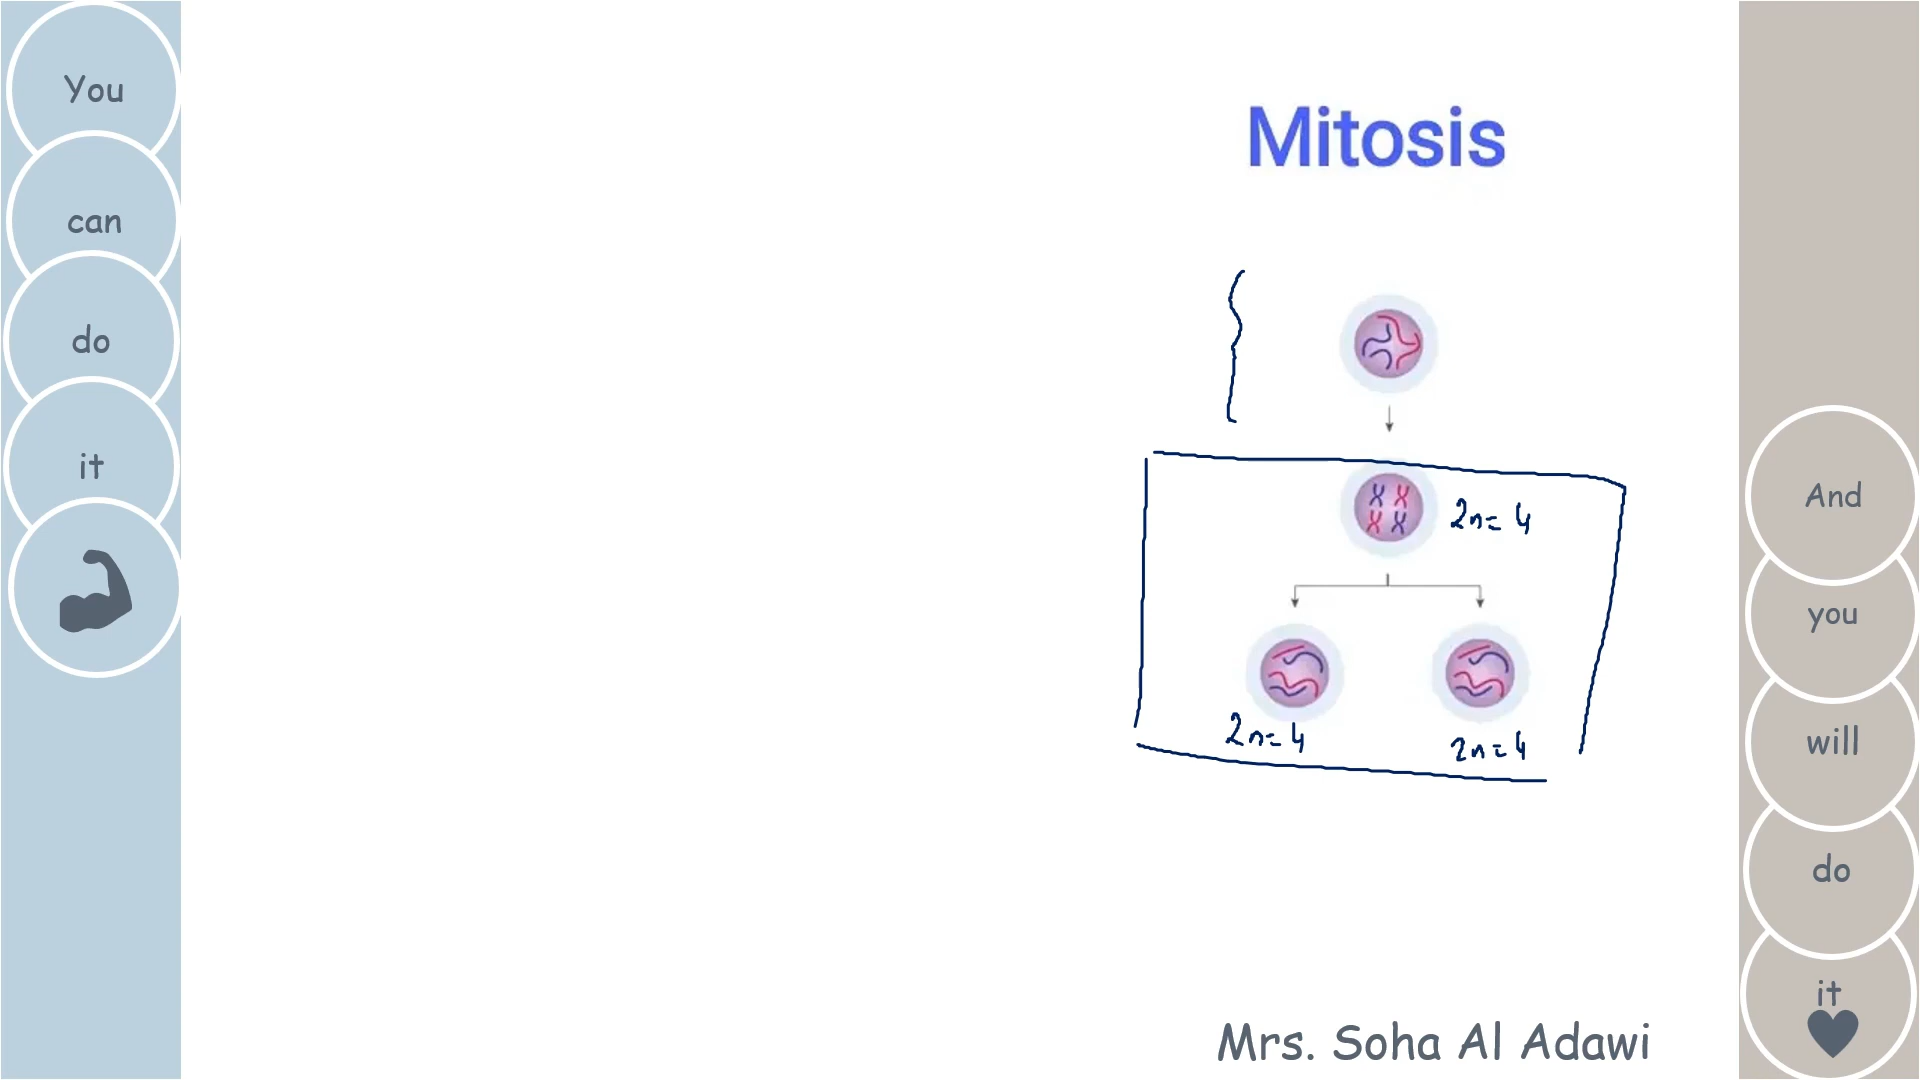 You
can
do
it
Mitosis
2n= 4
2n= 4
2n= 4
Mrs. Soha Al Adawi
And
you
will
do
it